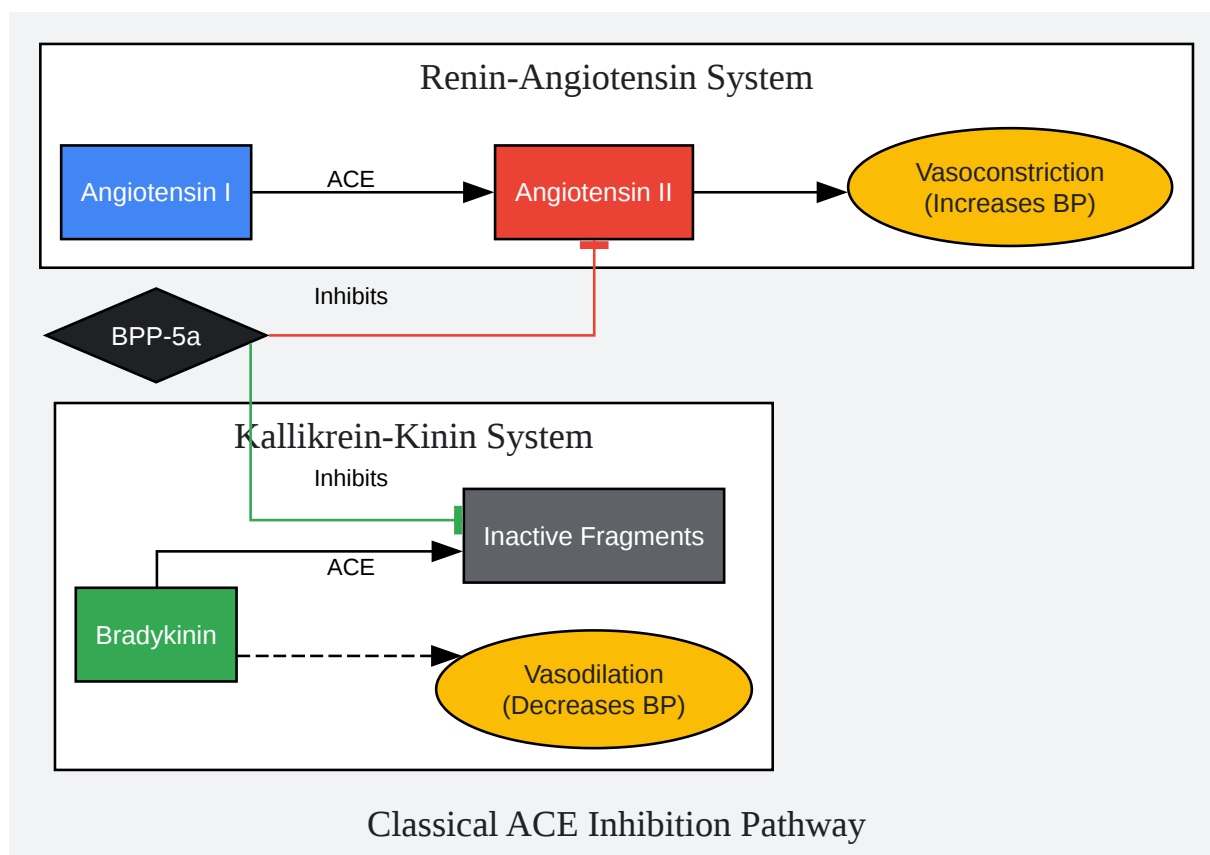 Renin-Angiotensin System
Angiotensin I
ACE
Angiotensin II
Vasoconstriction
(Increases BP)
Inhibits
BPP-5a
Kallikrein-Kinin System
Inhibits
Inactive Fragments
ACE
Bradykinin
Vasodilation
(Decreases BP)
Classical ACE Inhibition Pathway